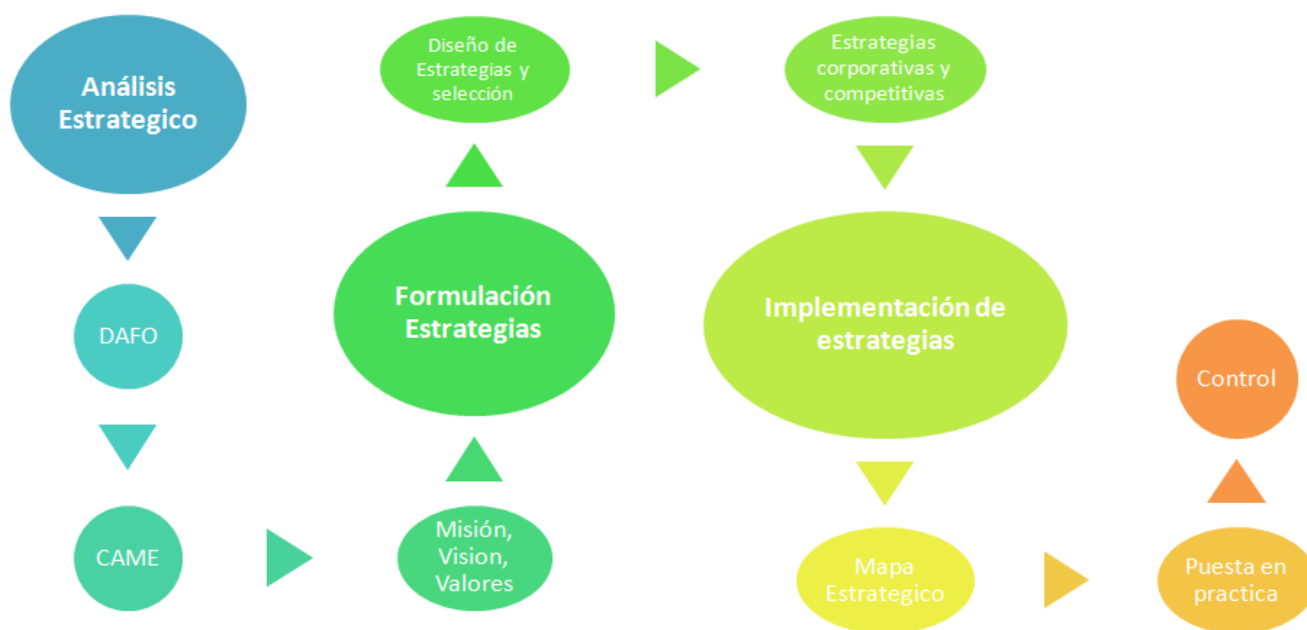 Análisis
Estrategico
DAFO
CAME
Misión,
Vision,
Valores
Formulación
Estrategias
Diseño de
Estrategias y
selección
Estrategias
corporativas y
competitivas
Implementación de
estrategias
Mapa
Estrategico
Puesta en
practica
Control